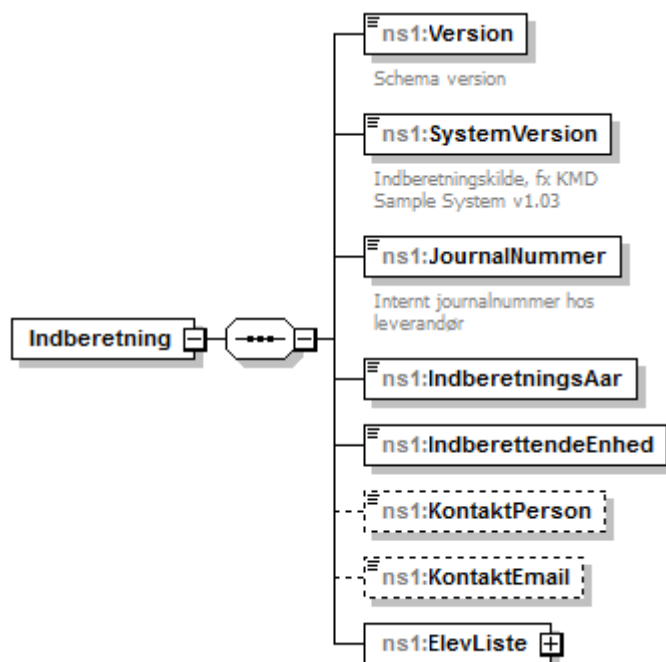 ns1:Version
Schema version
ns1:SystemVersion
Indberetningskilde, fx KMD
Sample System v1.03
ns1:JournalNummer
Internt journalnummer hos
leverandør
Indberetning
ns1:IndberetningsAar
ns1:IndberettendeEnhed
ns1:KontaktPerson
ns1:KontaktEmail
ns1:ElevListe